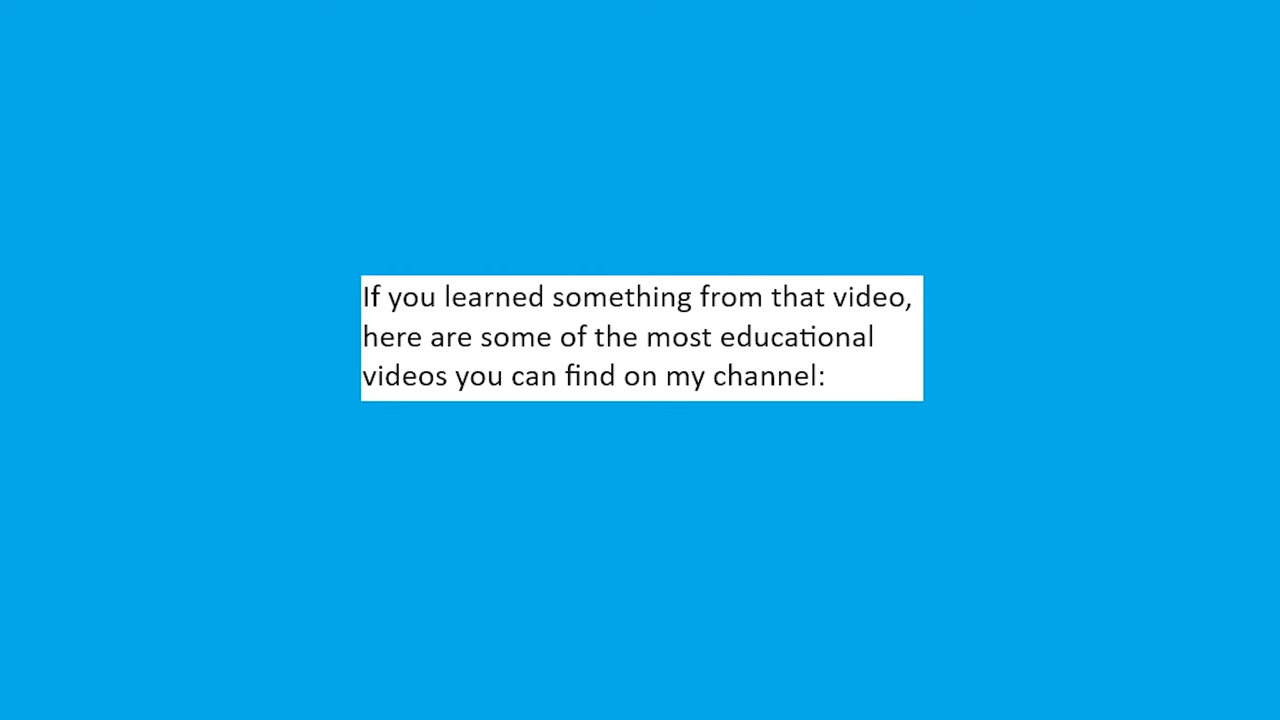 If you learned something from that video,
here are some of the most educational
videos you can find on my channel: